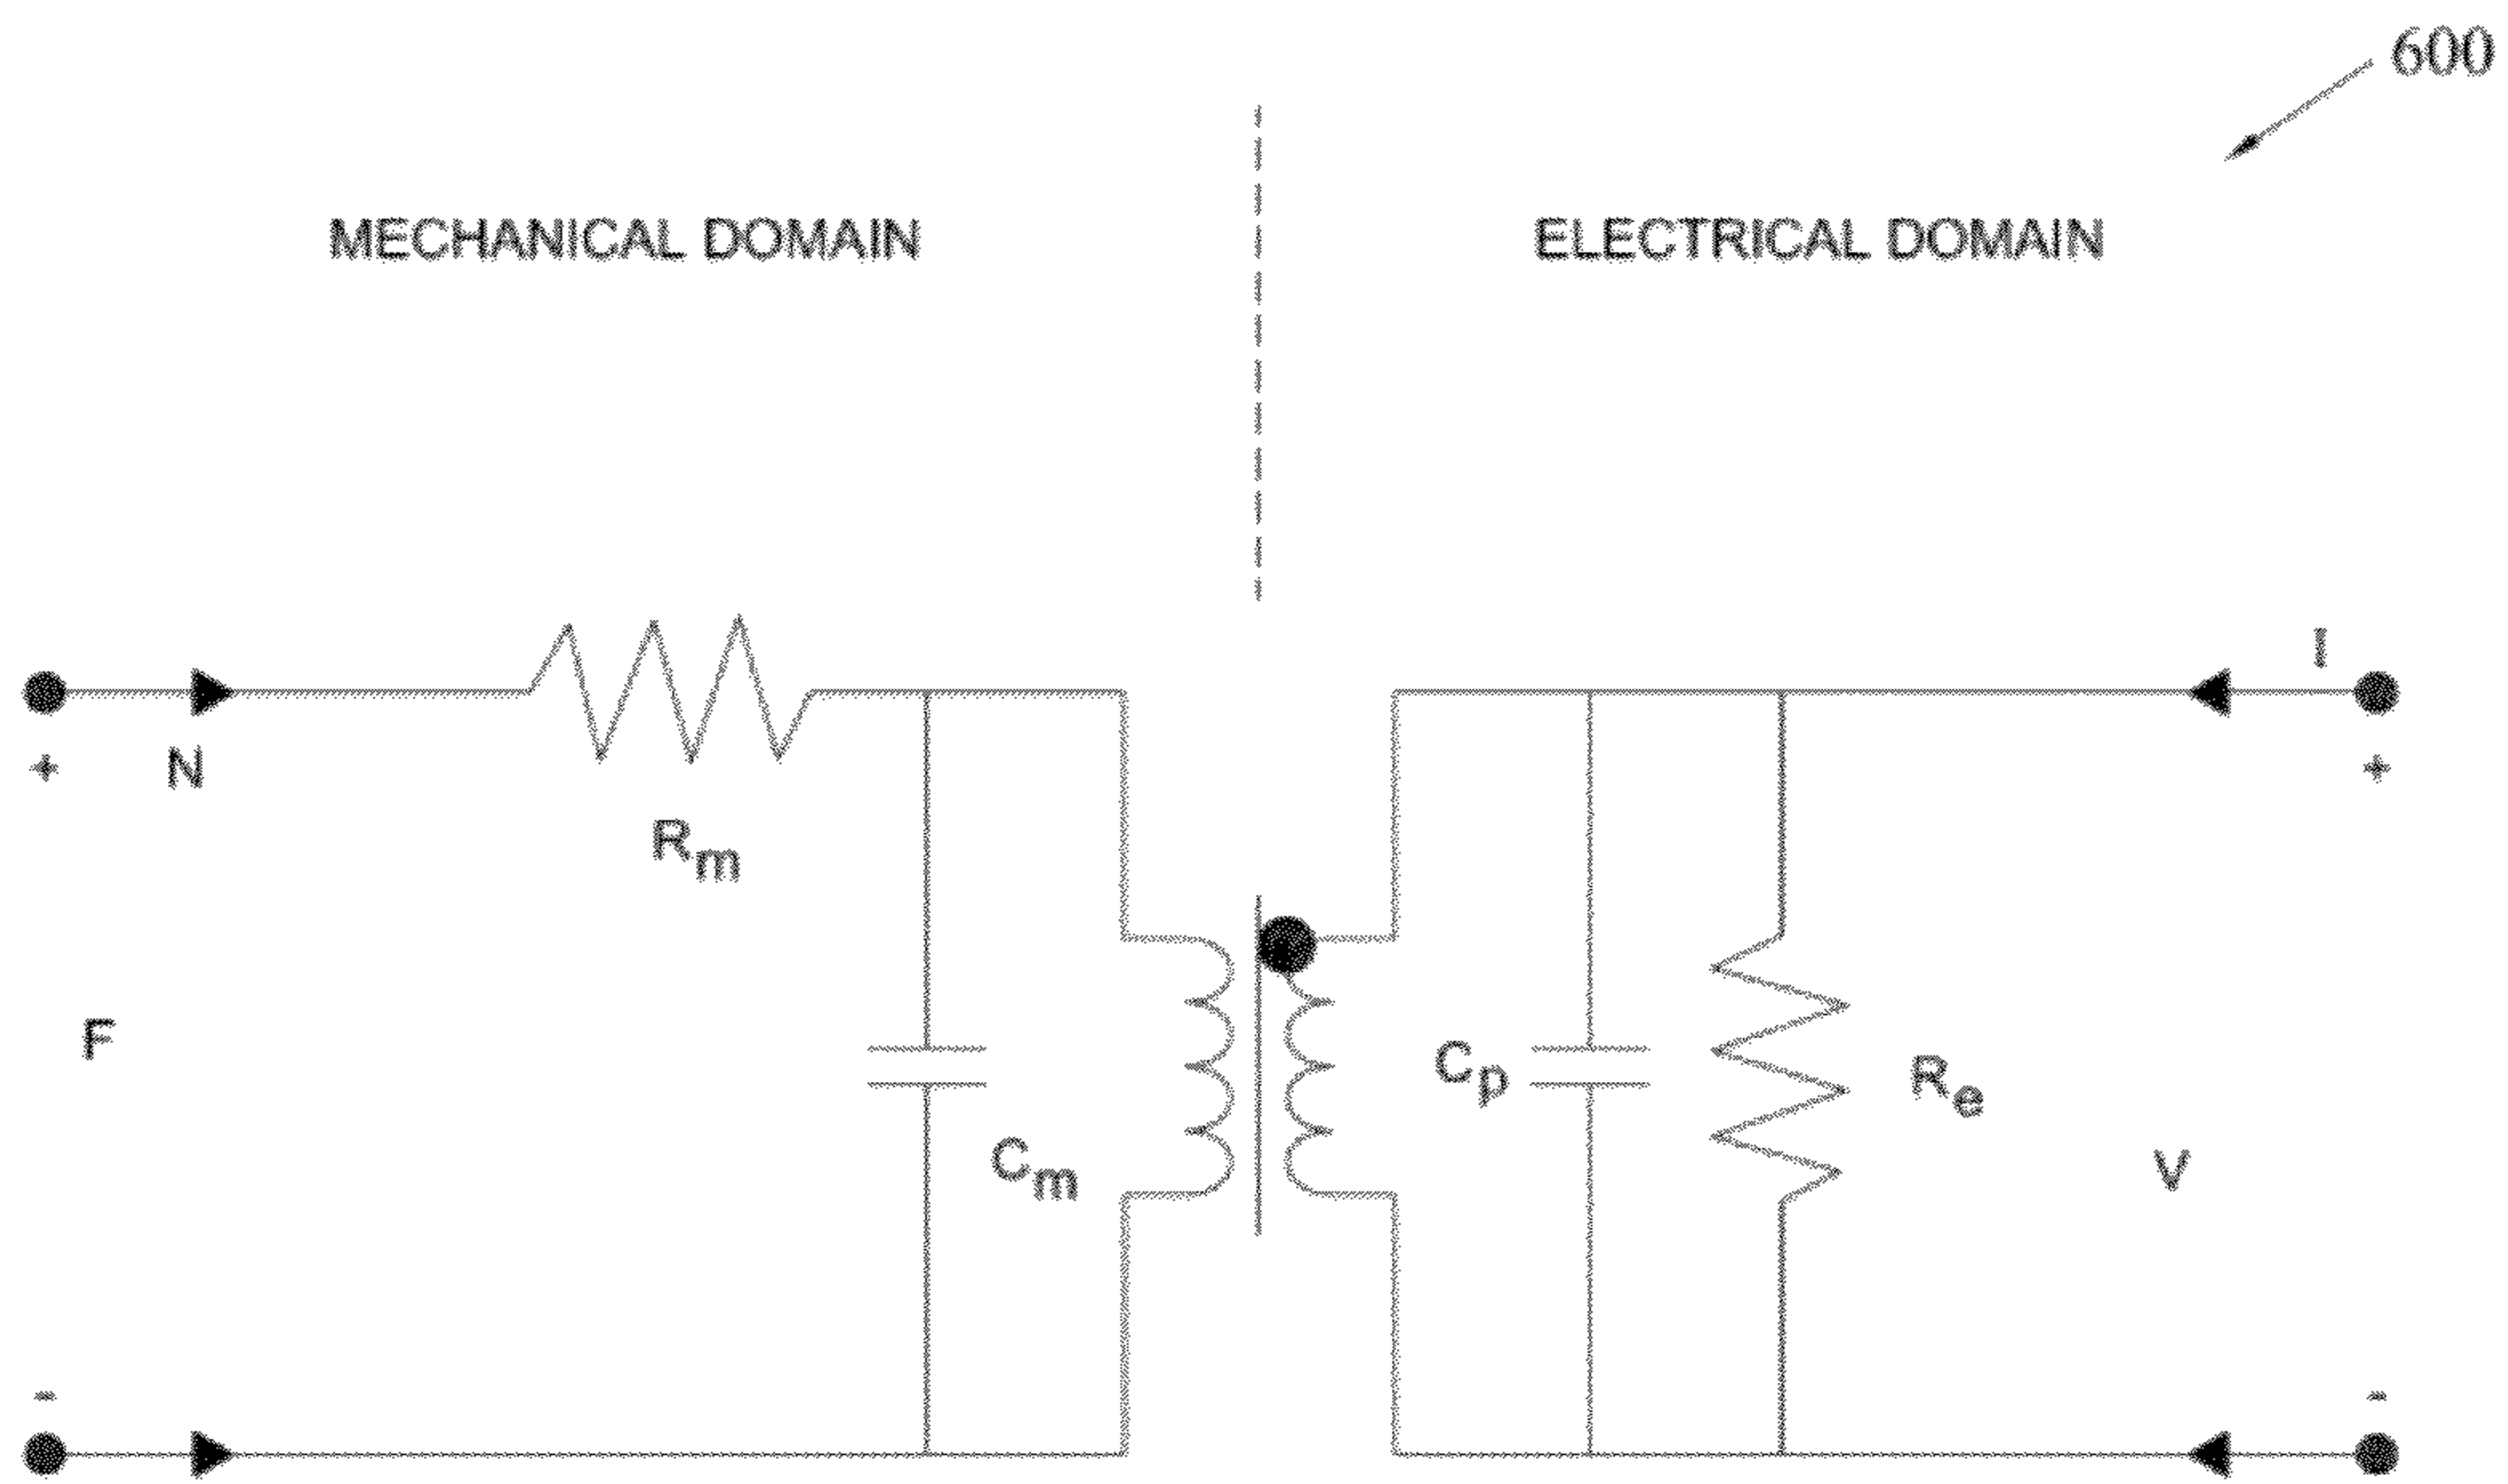 600
MECHANICAL DOMAIN
ELECTRICAL DOMAIN
I
+
N
+
Rm
F
Cp
Re
Cm
V
-
-